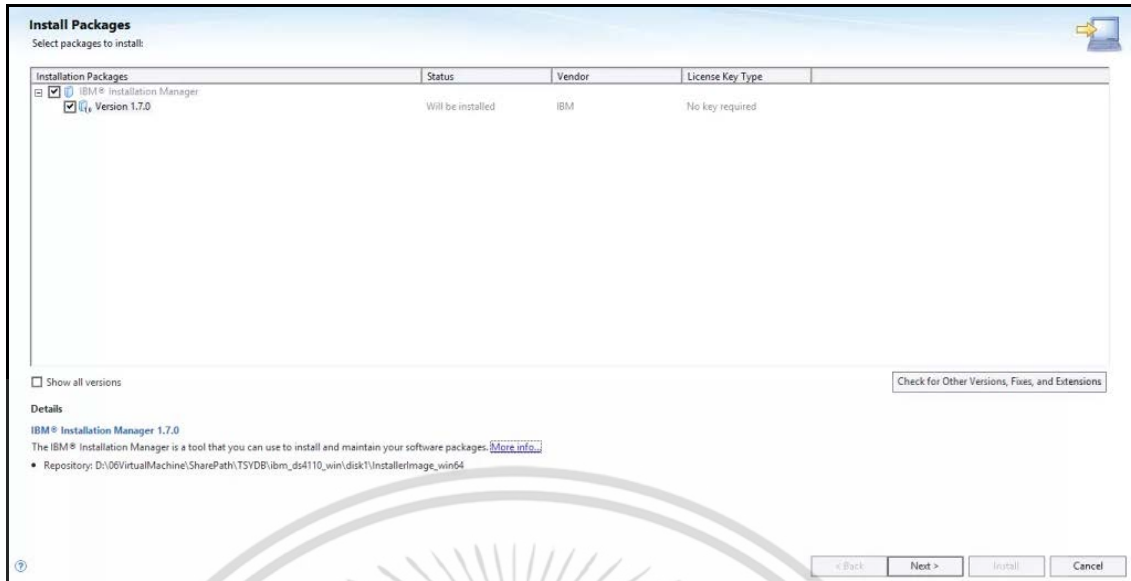 Install Packages
Select packages to install:
Installation Packages Status Vendor License Key Type
IBM® Installation Manager
Version 1.7.0 Will be installed IBM No key required
Show all versions Check for Other Versions, Fixes, and Extensions
Details
IBM® Installation Manager 1.7.0
The IBM® Installation Manager is a tool that you can use to install and maintain your software packages. More info...
• Repository: D:\06VirtualMachine\SharePath\TSYDB\ibm_ds4110_win\disk1\InstallerImage_win64
? < Back Next > Install Cancel